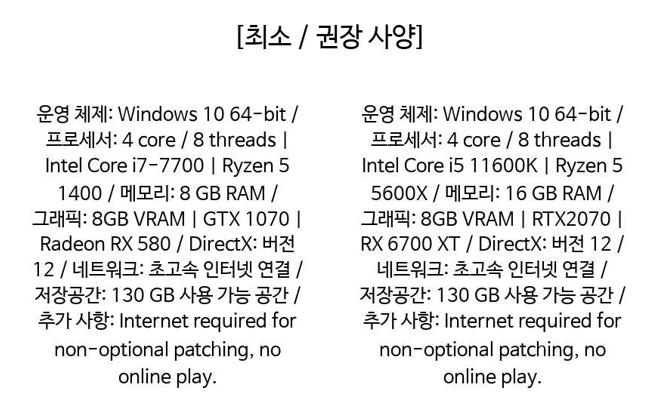 [최소 / 권장 사양]
운영 체제: Windows 10 64-bit /
프로세서: 4 core / 8 threads |
Intel Core i7-7700 | Ryzen 5
1400 / 메모리: 8 GB RAM /
그래픽: 8GB VRAM | GTX 1070 |
Radeon RX 580 / DirectX: 버전
12 / 네트워크: 초고속 인터넷 연결 /
저장공간: 130 GB 사용 가능 공간 /
추가 사항: Internet required for
non-optional patching, no
online play.
운영 체제: Windows 10 64-bit /
프로세서: 4 core / 8 threads |
Intel Core i5 11600K | Ryzen 5
5600X / 메모리: 16 GB RAM /
그래픽: 8GB VRAM | RTX2070 |
RX 6700 XT / DirectX: 버전 12 /
네트워크: 초고속 인터넷 연결 /
저장공간: 130 GB 사용 가능 공간 /
추가 사항: Internet required for
non-optional patching, no
online play.